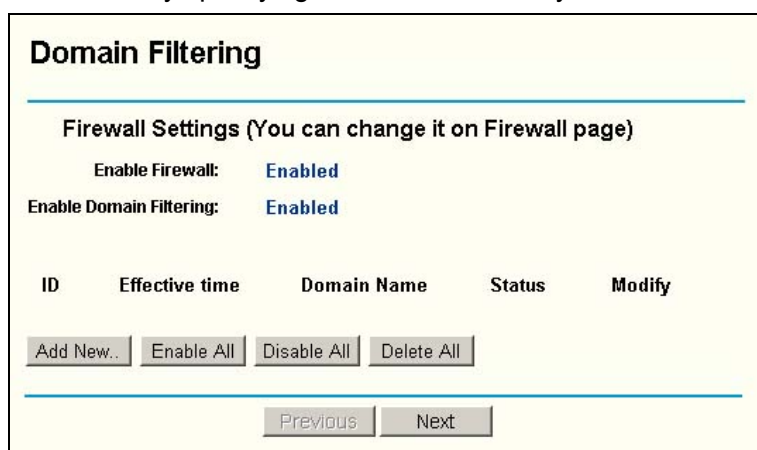 Domain Filtering
Firewall Settings (You can change it on Firewall page)
Enable Firewall: Enabled
Enable Domain Filtering: Enabled
ID Effective time Domain Name Status Modify
Add New.. Enable All Disable All Delete All
Previous Next